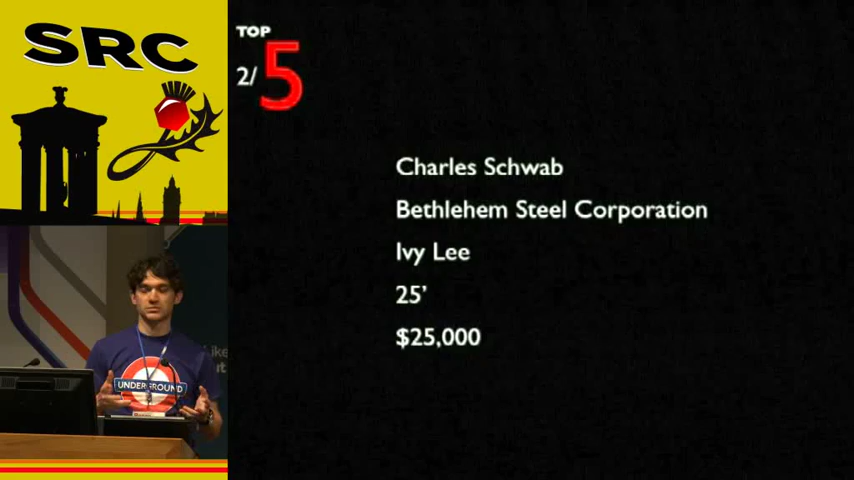 SRC
TOP
2/5
Charles Schwab
Bethlehem Steel Corporation
Ivy Lee
25’
$25,000
UNDERGROUND